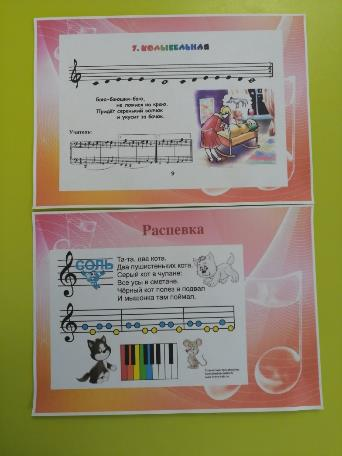 7. КОЛЫБЕЛЬНАЯ
Баю-баюшки-баю,
не ложися на краю.
Придёт серенький волчок
и укусит за бочок.
Учитель:
9
Распевка
СОЛЬ
Та-та, два кота,
Два пушистеньких кота.
Серый кот в чулане:
Все усы в сметане.
Чёрный кот полез в подвал
И мышонка там поймал.